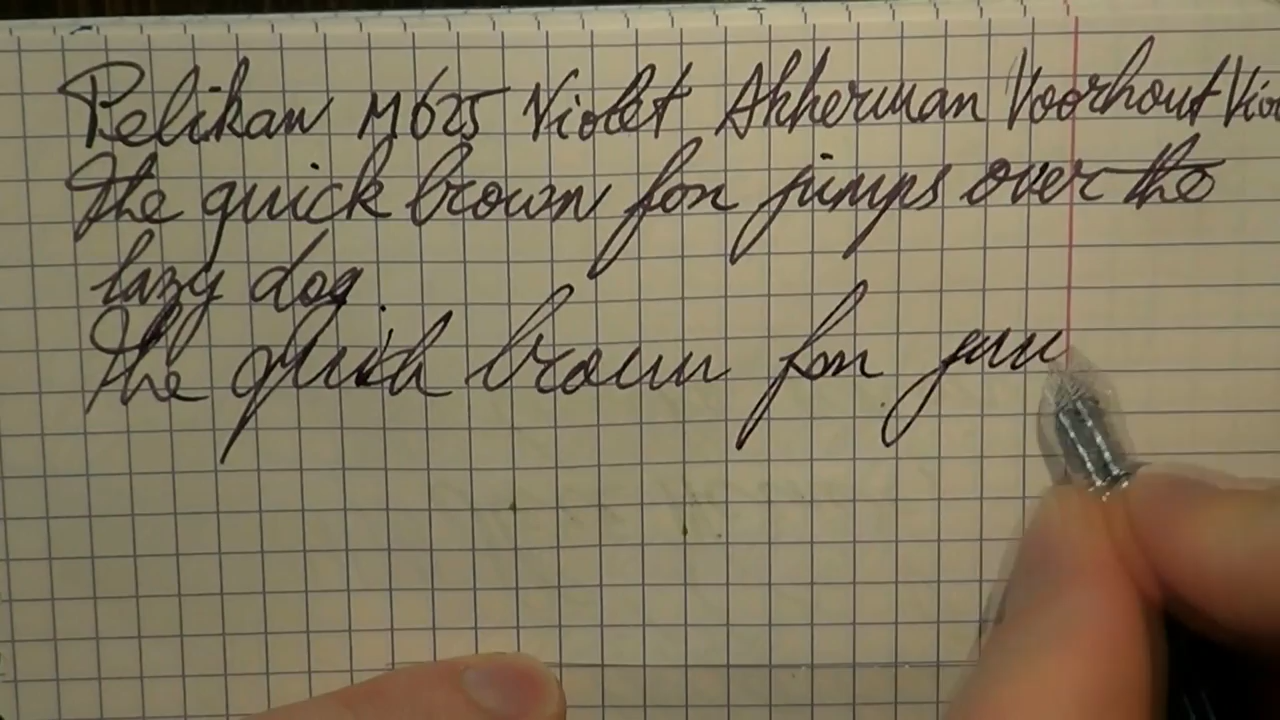 Pelikan M625 Violet Akkerman Voorhout Vio
The quick brown fox jumps over the
lazy dog.
The quick brown fox jum